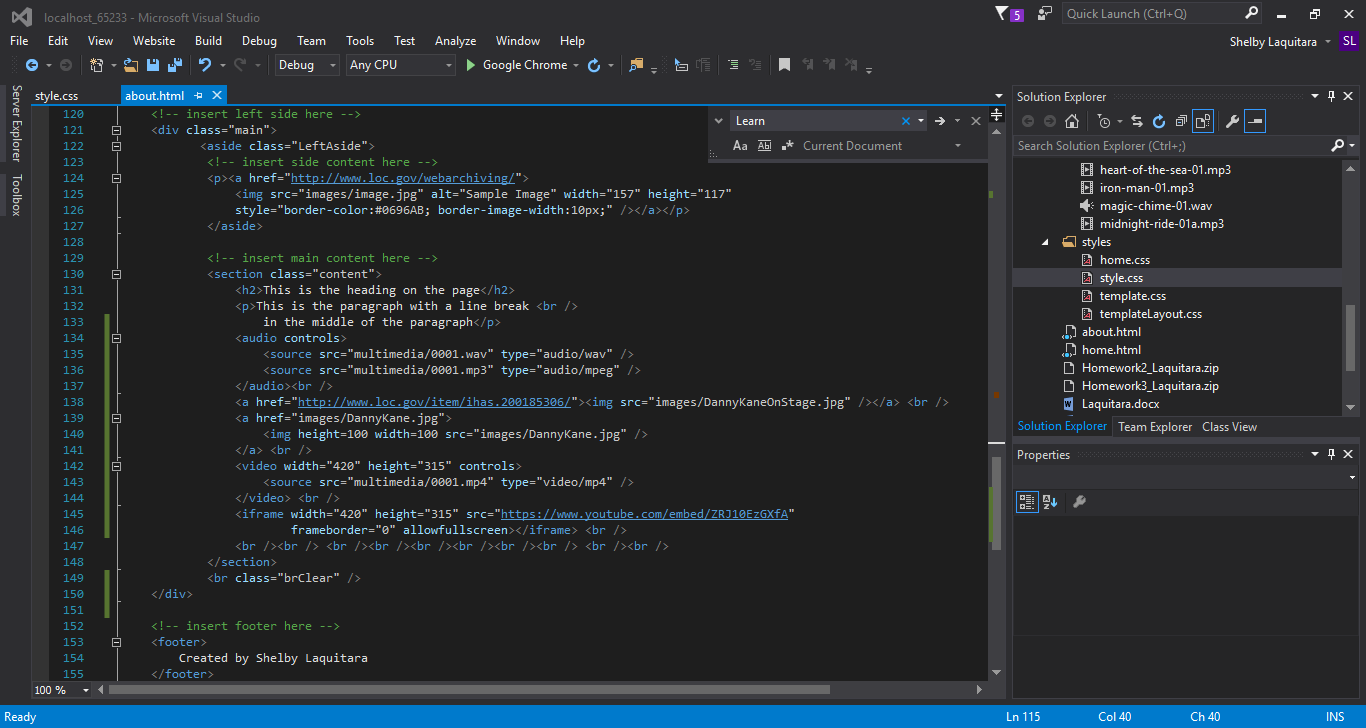 localhost_65233 - Microsoft Visual Studio
5
Quick Launch (Ctrl+Q)
File Edit View Website Build Debug Team Tools Test Analyze Window Help
Shelby Laquitara SL
Debug Any CPU Google Chrome
Server Explorer
Toolbox
style.css about.html
Learn
Aa Ab .* Current Document
120 <!-- insert left side here -->
121 <div class="main">
122 <aside class="LeftAside">
123 <!-- insert side content here -->
124 <p><a href="http://www.loc.gov/webarchiving/">
125 <img src="images/image.jpg" alt="Sample Image" width="157" height="117"
126 style="border-color:#0696AB; border-image-width:10px;" /></a></p>
127 </aside>
128
129 <!-- insert main content here -->
130 <section class="content">
131 <h2>This is the heading on the page</h2>
132 <p>This is the paragraph with a line break <br />
133 in the middle of the paragraph</p>
134 <audio controls>
135 <source src="multimedia/0001.wav" type="audio/wav" />
136 <source src="multimedia/0001.mp3" type="audio/mpeg" />
137 </audio><br />
138 <a href="http://www.loc.gov/item/ihas.200185306/"><img src="images/DannyKaneOnStage.jpg" /></a> <br />
139 <a href="images/DannyKane.jpg">
140 <img height=100 width=100 src="images/DannyKane.jpg" />
141 </a> <br />
142 <video width="420" height="315" controls>
143 <source src="multimedia/0001.mp4" type="video/mp4" />
144 </video> <br />
145 <iframe width="420" height="315" src="https://www.youtube.com/embed/ZRJ10EzGXfA"
146 frameborder="0" allowfullscreen></iframe> <br />
147 <br /><br /> <br /><br /><br /><br /><br /><br /> <br /><br />
148 </section>
149 <br class="brClear" />
150 </div>
151
152 <!-- insert footer here -->
153 <footer>
154 Created by Shelby Laquitara
155 </footer>
100 %
Solution Explorer
Search Solution Explorer (Ctrl+;)
heart-of-the-sea-01.mp3
iron-man-01.mp3
magic-chime-01.wav
midnight-ride-01a.mp3
styles
home.css
style.css
template.css
templateLayout.css
about.html
home.html
Homework2_Laquitara.zip
Homework3_Laquitara.zip
Laquitara.docx
Solution Explorer Team Explorer Class View
Properties
Ready Ln 115 Col 40 Ch 40 INS